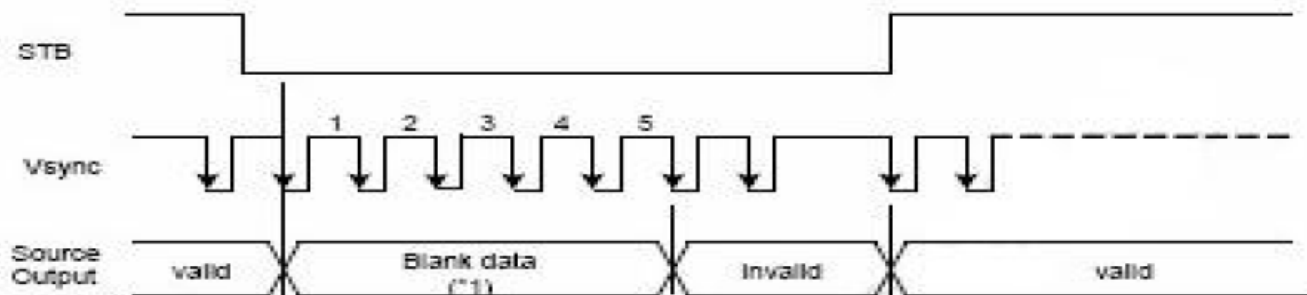 STB
1 2 3 4 5
Vsync
Source
Output
valid
Blank data
(*1)
invalid
valid